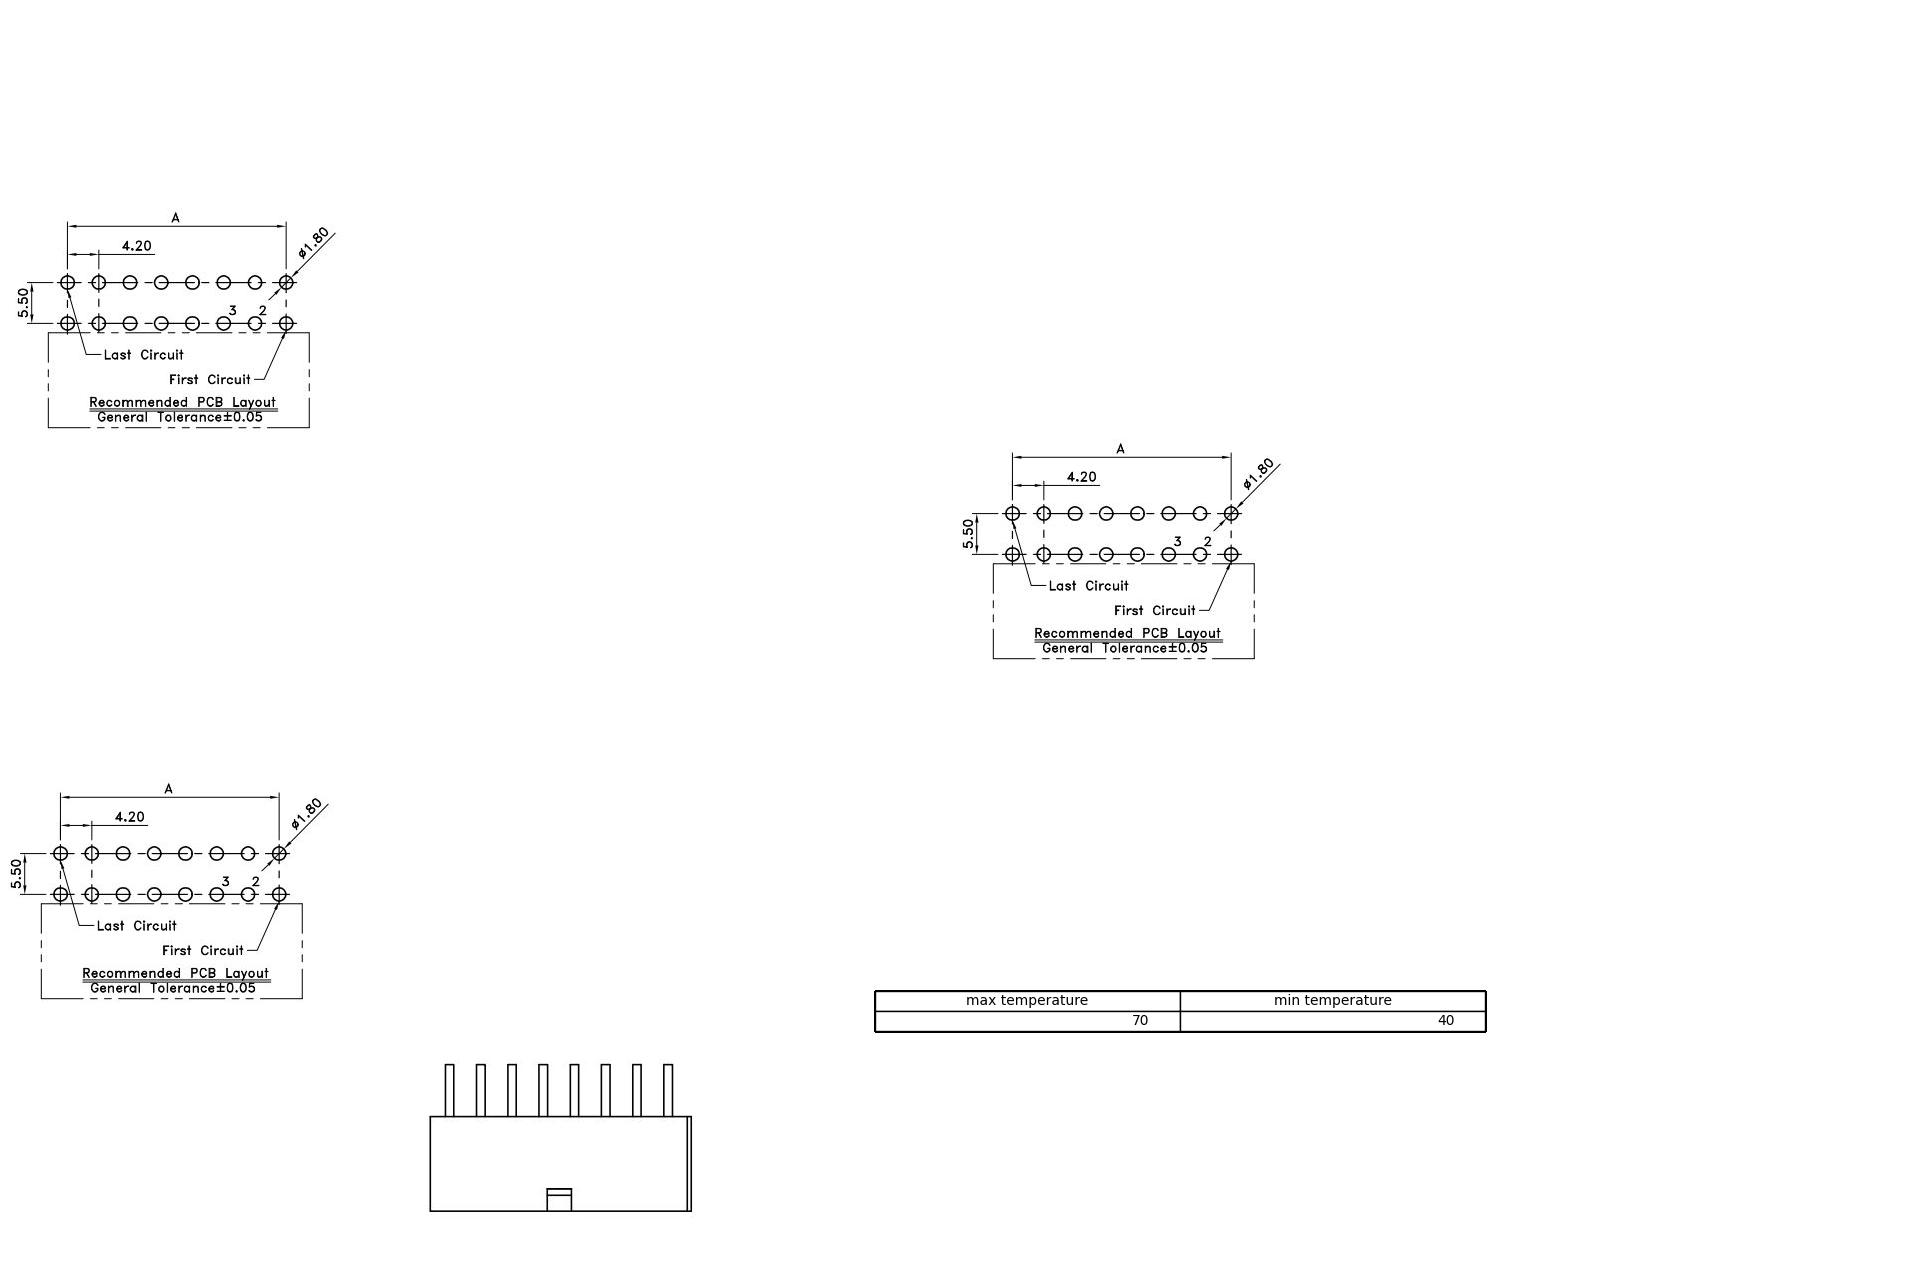 A
4.20
ø1.80
5.50
3 2
Last Circuit
First Circuit
Recommended PCB Layout
General Tolerance±0.05
A
4.20
ø1.80
5.50
3 2
Last Circuit
First Circuit
Recommended PCB Layout
General Tolerance±0.05
A
4.20
ø1.80
5.50
3 2
Last Circuit
First Circuit
Recommended PCB Layout
General Tolerance±0.05
max temperature min temperature
70 40